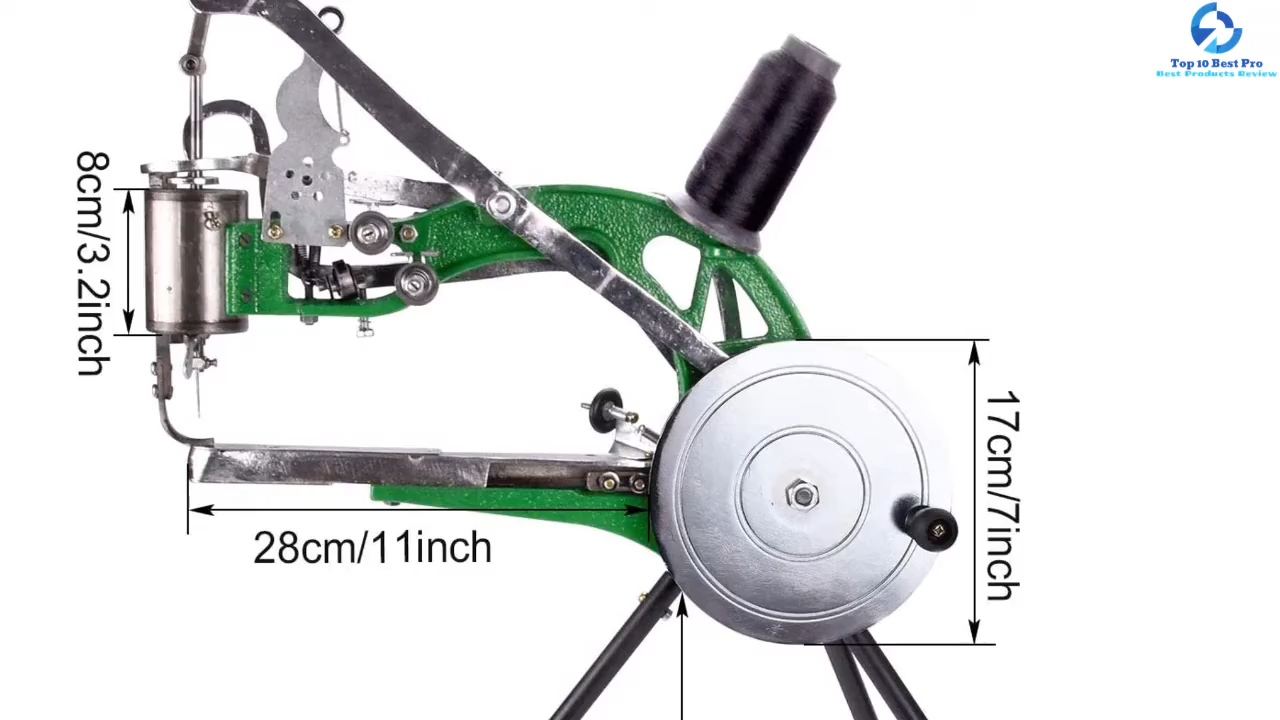 Top 10 Best Pro
Best Products Review
8cm/3.2inch
28cm/11inch
17cm/7inch